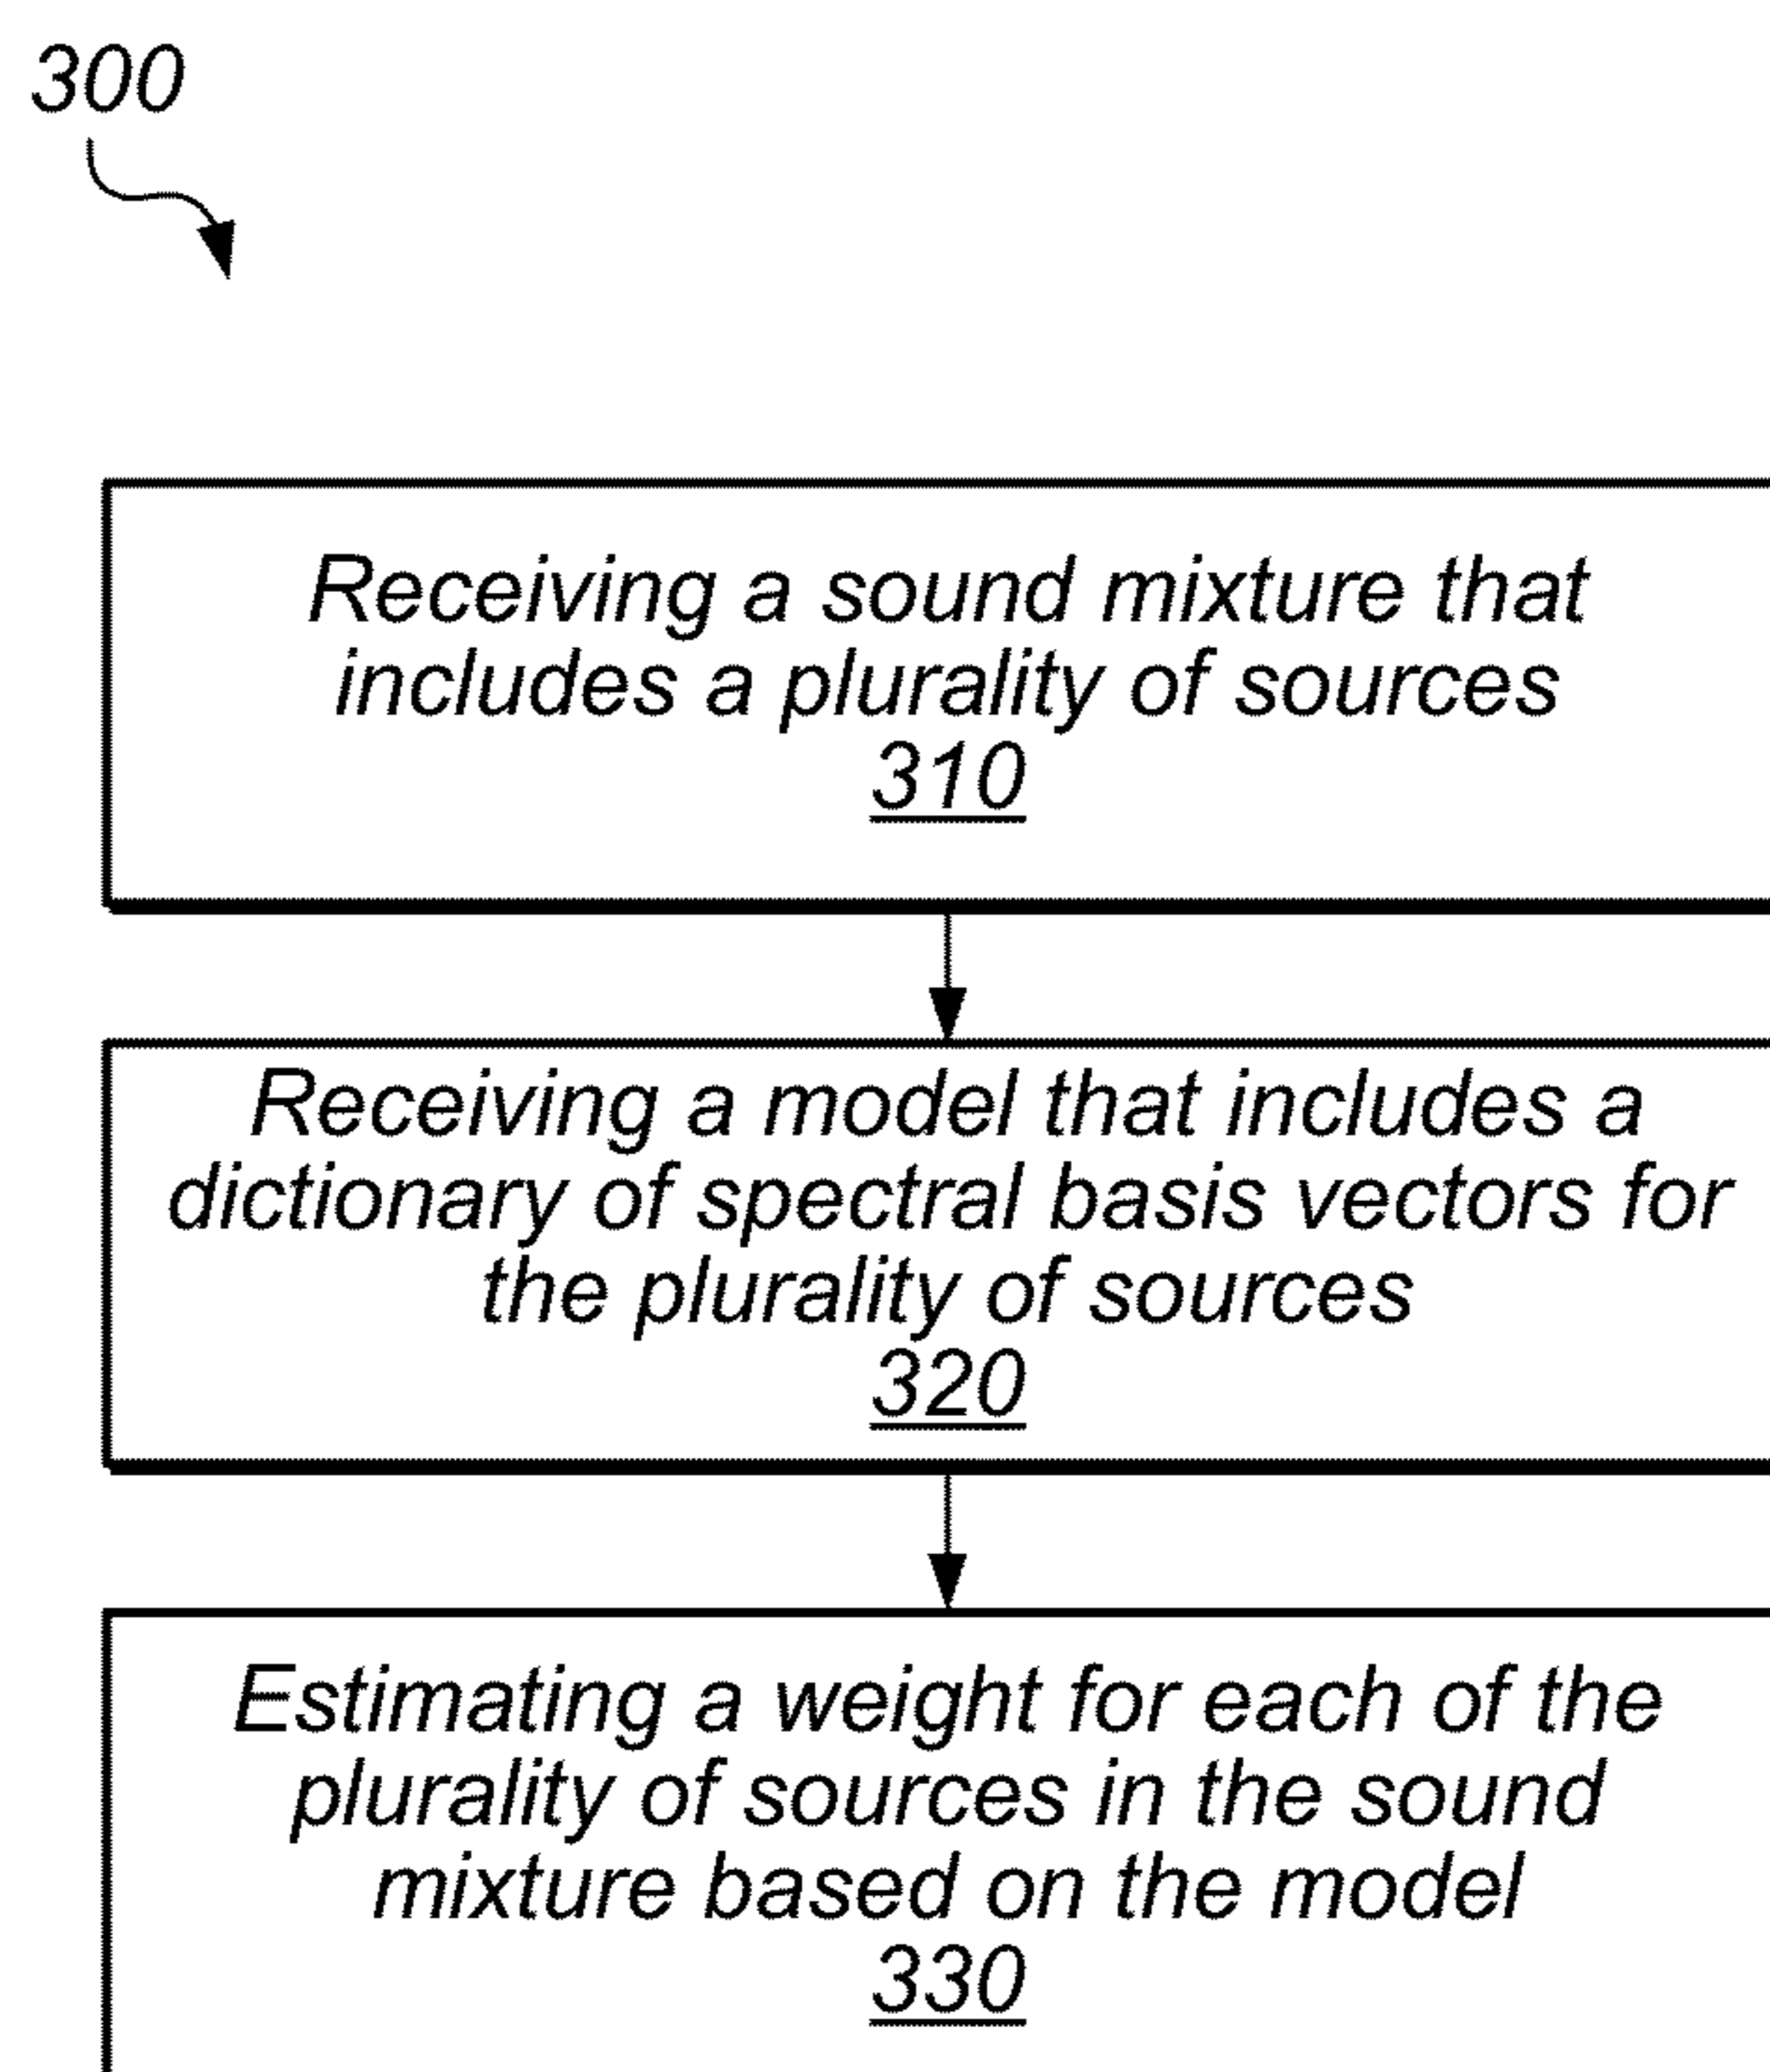 300
Receiving a sound mixture that
includes a plurality of sources
310
Receiving a model that includes a
dictionary of spectral basis vectors for
the plurality of sources
320
Estimating a weight for each of the
plurality of sources in the sound
mixture based on the model
330